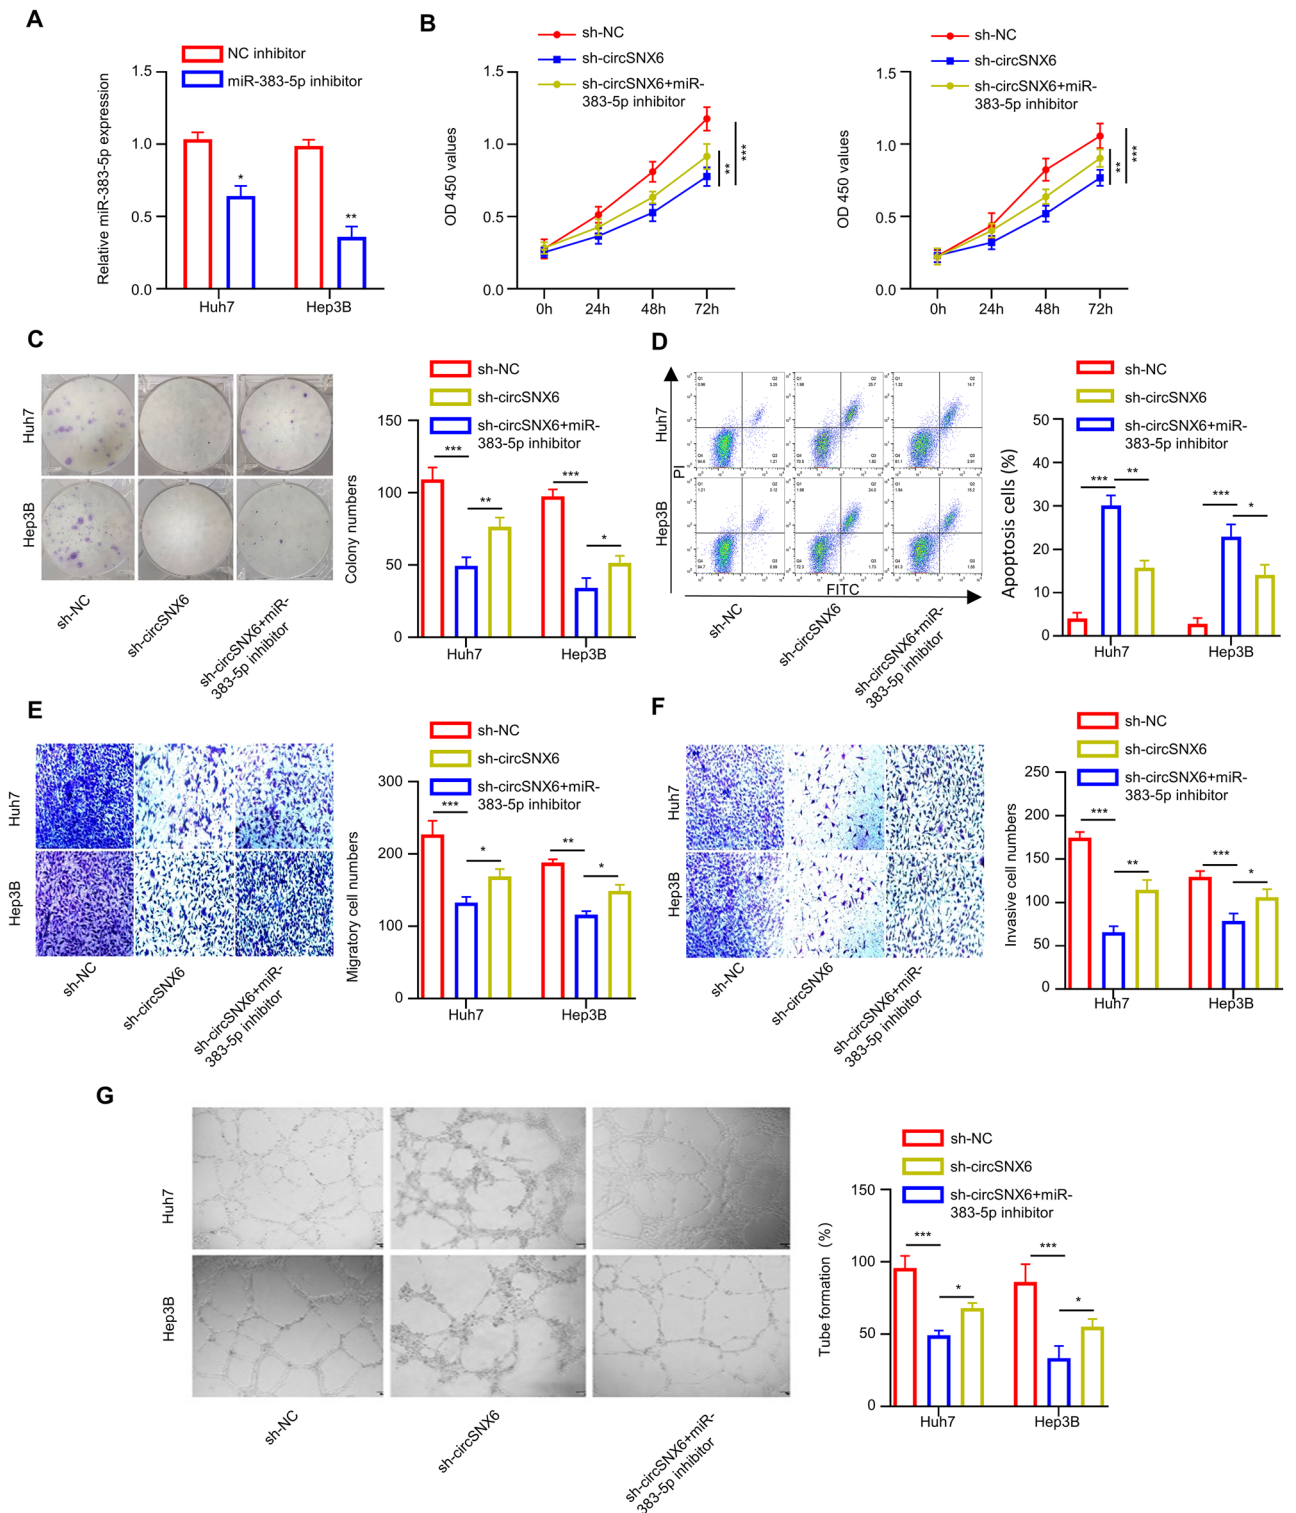 A
NC inhibitor
miR-383-5p inhibitor
Relative miR-383-5p expression
1.5
1.0
0.5
0.0
*
**
Huh7
Hep3B
B
sh-NC
sh-circSNX6
sh-circSNX6+miR-
383-5p inhibitor
OD 450 values
1.5
1.0
0.5
0.0
**
***
0h
24h
48h
72h
sh-NC
sh-circSNX6
sh-circSNX6+miR-
383-5p inhibitor
OD 450 values
1.5
1.0
0.5
0.0
**
***
0h
24h
48h
72h
C
Huh7
Hep3B
sh-NC
sh-circSNX6
sh-circSNX6+miR-
383-5p inhibitor
sh-NC
sh-circSNX6
sh-circSNX6+miR-
383-5p inhibitor
Colony numbers
150
100
50
0
***
**
***
*
Huh7
Hep3B
D
Huh7
Hep3B
PI
FITC
sh-NC
sh-circSNX6
sh-circSNX6+miR-
383-5p inhibitor
sh-NC
sh-circSNX6
sh-circSNX6+miR-
383-5p inhibitor
Apoptosis cells (%)
50
40
30
20
10
0
***
**
***
*
Huh7
Hep3B
E
Huh7
Hep3B
sh-NC
sh-circSNX6
sh-circSNX6+miR-
383-5p inhibitor
sh-NC
sh-circSNX6
sh-circSNX6+miR-
383-5p inhibitor
Migratory cell numbers
300
200
100
0
***
*
**
*
Huh7
Hep3B
F
Huh7
Hep3B
sh-NC
sh-circSNX6
sh-circSNX6+miR-
383-5p inhibitor
sh-NC
sh-circSNX6
sh-circSNX6+miR-
383-5p inhibitor
Invasive cell numbers
250
200
150
100
50
0
***
**
***
*
Huh7
Hep3B
G
Huh7
Hep3B
sh-NC
sh-circSNX6
sh-circSNX6+miR-
383-5p inhibitor
sh-NC
sh-circSNX6
sh-circSNX6+miR-
383-5p inhibitor
Tube formation (%)
150
100
50
0
***
*
***
*
Huh7
Hep3B